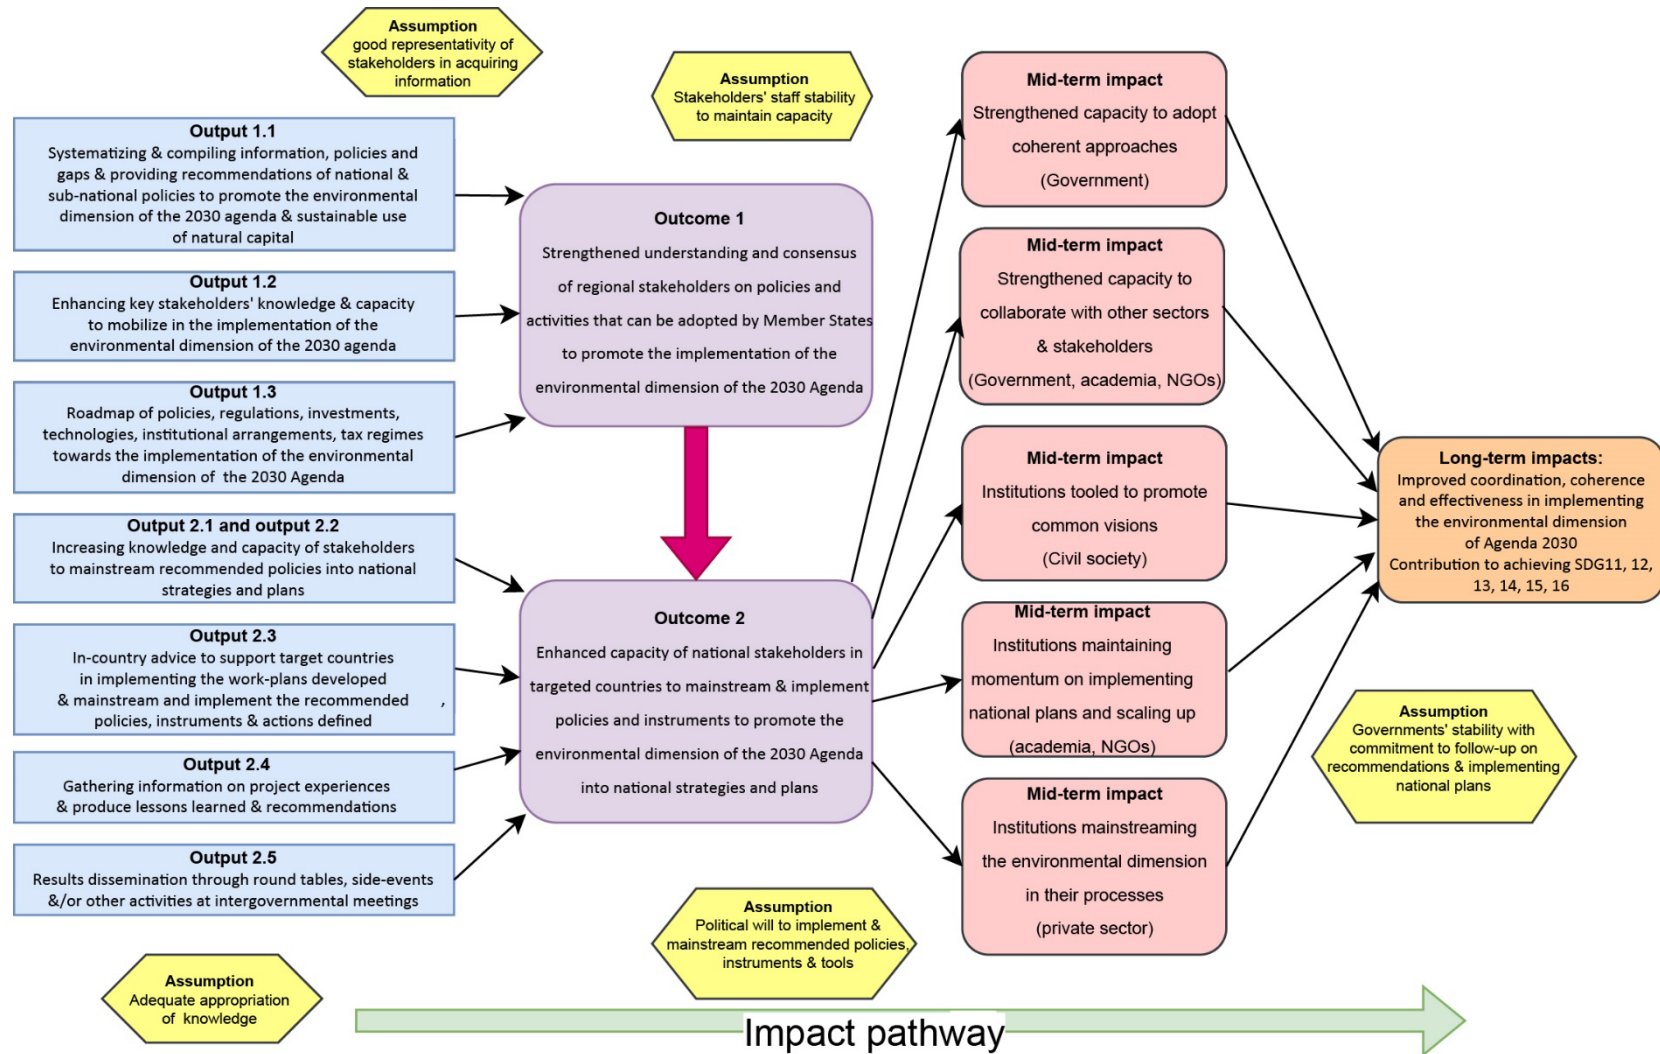 Assumption
good representativity of
stakeholders in acquiring
information
Assumption
Stakeholders' staff stability
to maintain capacity
Output 1.1
Systematizing & compiling information, policies and
gaps & providing recommendations of national &
sub-national policies to promote the environmental
dimension of the 2030 agenda & sustainable use
of natural capital
Output 1.2
Enhancing key stakeholders' knowledge & capacity
to mobilize in the implementation of the
environmental dimension of the 2030 agenda
Output 1.3
Roadmap of policies, regulations, investments,
technologies, institutional arrangements, tax regimes
towards the implementation of the environmental
dimension of the 2030 Agenda
Output 2.1 and output 2.2
Increasing knowledge and capacity of stakeholders
to mainstream recommended policies into national
strategies and plans
Output 2.3
In-country advice to support target countries
in implementing the work-plans developed
& mainstream and implement the recommended ,
policies, instruments & actions defined
Output 2.4
Gathering information on project experiences
& produce lessons learned & recommendations
Output 2.5
Results dissemination through round tables, side-events
&/or other activities at intergovernmental meetings
Assumption
Adequate appropriation
of knowledge
Outcome 1
Strengthened understanding and consensus
of regional stakeholders on policies and
activities that can be adopted by Member States
to promote the implementation of the
environmental dimension of the 2030 Agenda
Outcome 2
Enhanced capacity of national stakeholders in
targeted countries to mainstream & implement
policies and instruments to promote the
environmental dimension of the 2030 Agenda
into national strategies and plans
Assumption
Political will to implement &
mainstream recommended policies,
instruments & tools
Mid-term impact
Strengthened capacity to adopt
coherent approaches
(Government)
Mid-term impact
Strengthened capacity to
collaborate with other sectors
& stakeholders
(Government, academia, NGOs)
Mid-term impact
Institutions tooled to promote
common visions
(Civil society)
Mid-term impact
Institutions maintaining
momentum on implementing
national plans and scaling up
(academia, NGOs)
Mid-term impact
Institutions mainstreaming
the environmental dimension
in their processes
(private sector)
Long-term impacts:
Improved coordination, coherence
and effectiveness in implementing
the environmental dimension
of Agenda 2030
Contribution to achieving SDG11, 12,
13, 14, 15, 16
Assumption
Governments' stability with
commitment to follow-up on
recommendations & implementing
national plans
Impact pathway